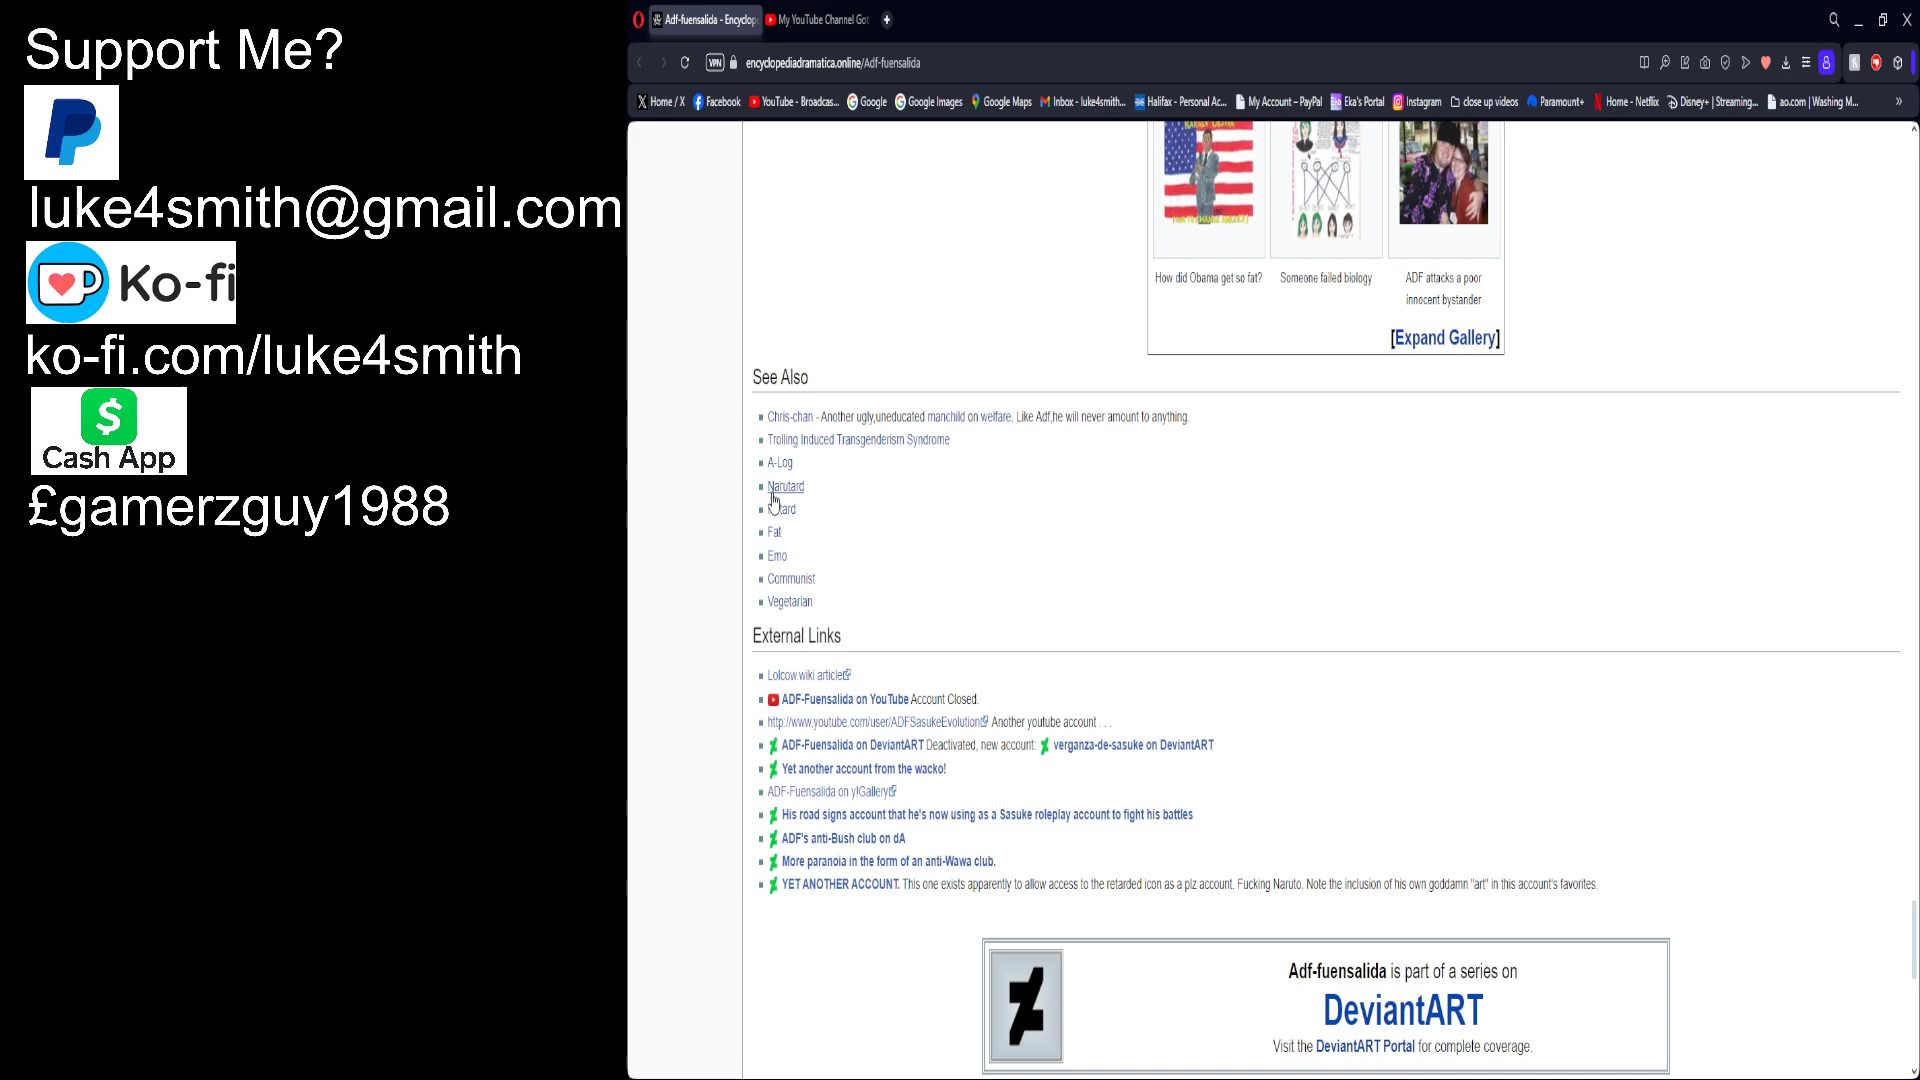 Support Me?
luke4smith@gmail.com
Ko-fi
ko-fi.com/luke4smith
$
Cash App
£gamerzguy1988
Adf-fuensalida - Encyclop
My YouTube Channel Got
VPN
encyclopediadramatica.online/Adf-fuensalida
Home / X
Facebook
YouTube - Broadcas...
Google
Google Images
Google Maps
Inbox - luke4smith...
Halifax - Personal Ac...
My Account – PayPal
Eka's Portal
Instagram
close up videos
Paramount+
Home - Netflix
Disney+ | Streaming...
ao.com | Washing M...
How did Obama get so fat?
Someone failed biology
ADF attacks a poor
innocent bystander
[Expand Gallery]
See Also
Chris-chan - Another ugly,uneducated manchild on welfare. Like Adf,he will never amount to anything.
Trolling Induced Transgenderism Syndrome
A-Log
Narutard
Fat
Emo
Communist
Vegetarian
External Links
Lolcow.wiki article
ADF-Fuensalida on YouTube Account Closed.
http://www.youtube.com/user/ADFSasukeEvolution Another youtube account . . .
ADF-Fuensalida on DeviantART Deactivated, new account: verganza-de-sasuke on DeviantART
Yet another account from the wacko!
ADF-Fuensalida on y!Gallery
His road signs account that he's now using as a Sasuke roleplay account to fight his battles
ADF's anti-Bush club on dA
More paranoia in the form of an anti-Wawa club.
YET ANOTHER ACCOUNT. This one exists apparently to allow access to the retarded icon as a plz account. Fucking Naruto. Note the inclusion of his own goddamn "art" in this account's favorites.
Adf-fuensalida is part of a series on
DeviantART
Visit the DeviantART Portal for complete coverage.